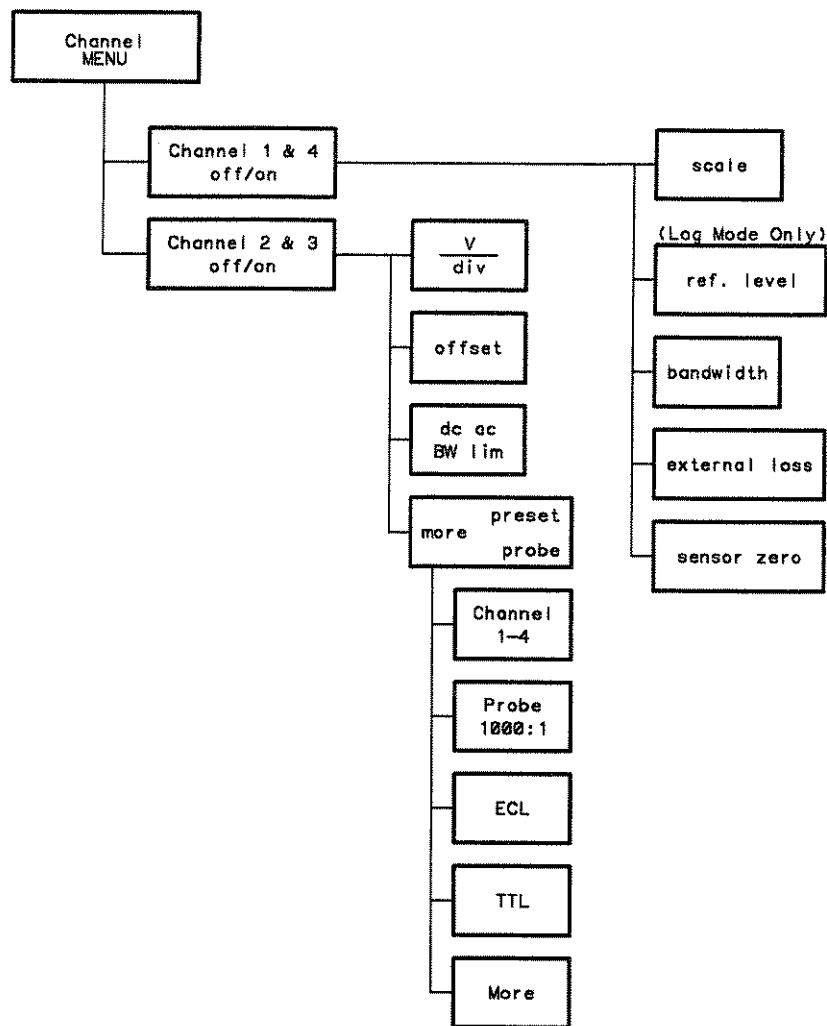 Channel
MENU
Channel 1 & 4
off/on
scale
Channel 2 & 3
off/on
V
div
(Log Mode Only)
ref. level
offset
bandwidth
dc ac
BW lim
external loss
more preset
probe
sensor zero
Channel
1-4
Probe
1000:1
ECL
TTL
More